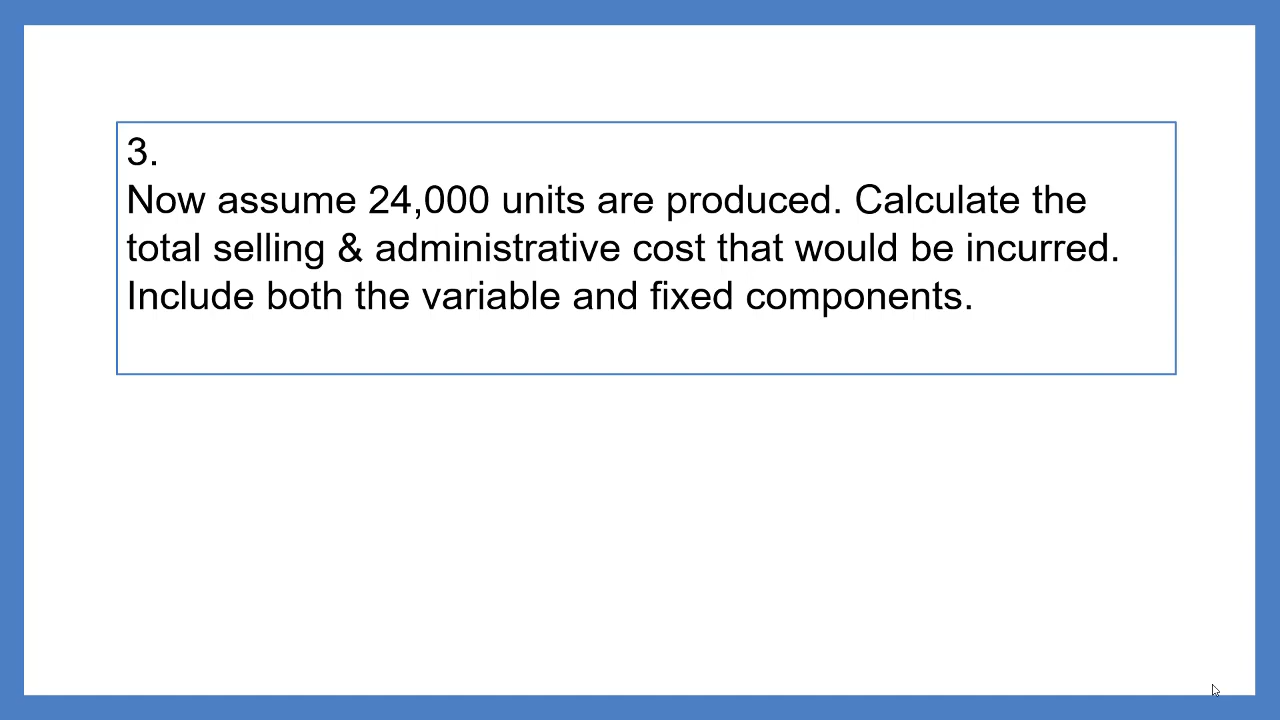 3.
Now assume 24,000 units are produced. Calculate the
total selling & administrative cost that would be incurred.
Include both the variable and fixed components.